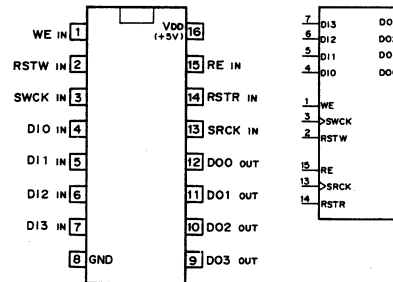 WE IN 1
RSTW IN 2
SWCK IN 3
DI0 IN 4
DI1 IN 5
DI2 IN 6
DI3 IN 7
8 GND
VDD
(+5V)
16
15 RE IN
14 RSTR IN
13 SRCK IN
12 DO0 OUT
11 DO1 OUT
10 DO2 OUT
9 DO3 OUT
7 DI3
6 DI2
5 DI1
4 DI0
1 WE
3 SWCK
2 RSTW
15 RE
13 SRCK
14 RSTR